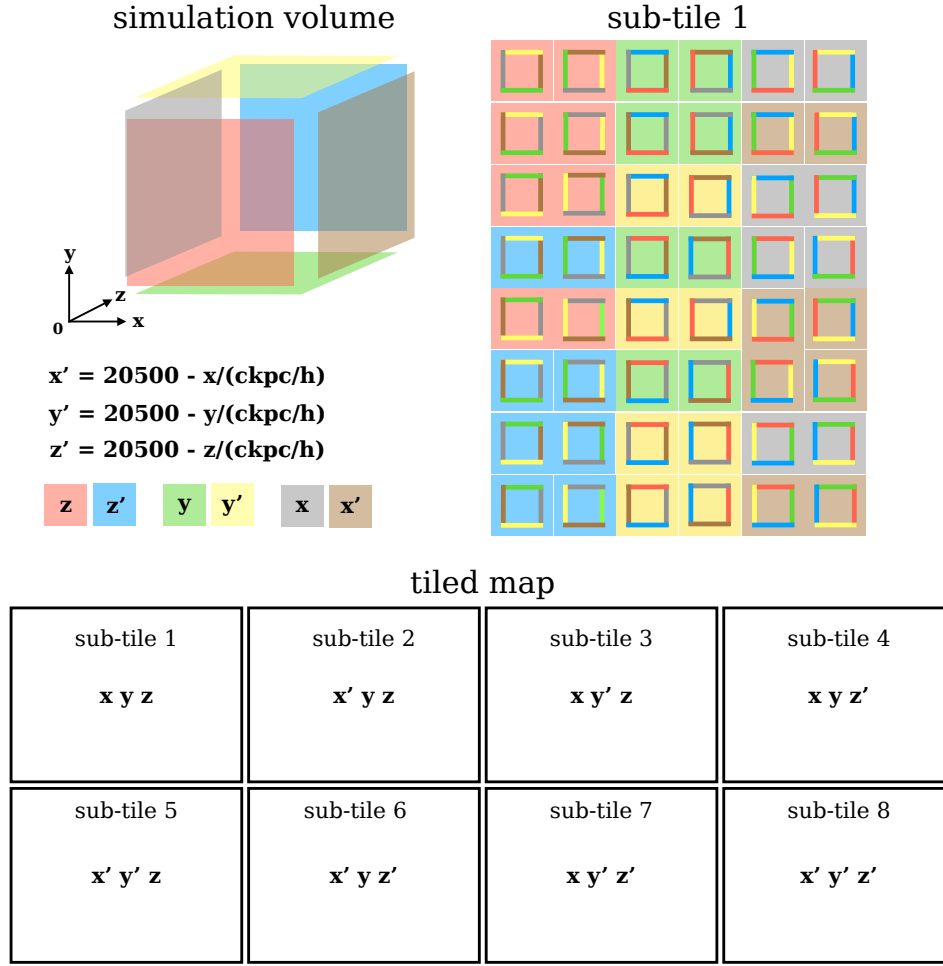 simulation volume
sub-tile 1
y
z
0
x
x’ = 20500 - x/(ckpc/h)
y’ = 20500 - y/(ckpc/h)
z’ = 20500 - z/(ckpc/h)
z z’ y y’ x x’
tiled map
sub-tile 1 sub-tile 2 sub-tile 3 sub-tile 4
x y z x’ y z x y’ z x y z’
sub-tile 5 sub-tile 6 sub-tile 7 sub-tile 8
x’ y’ z x’ y z’ x y’ z’ x’ y’ z’